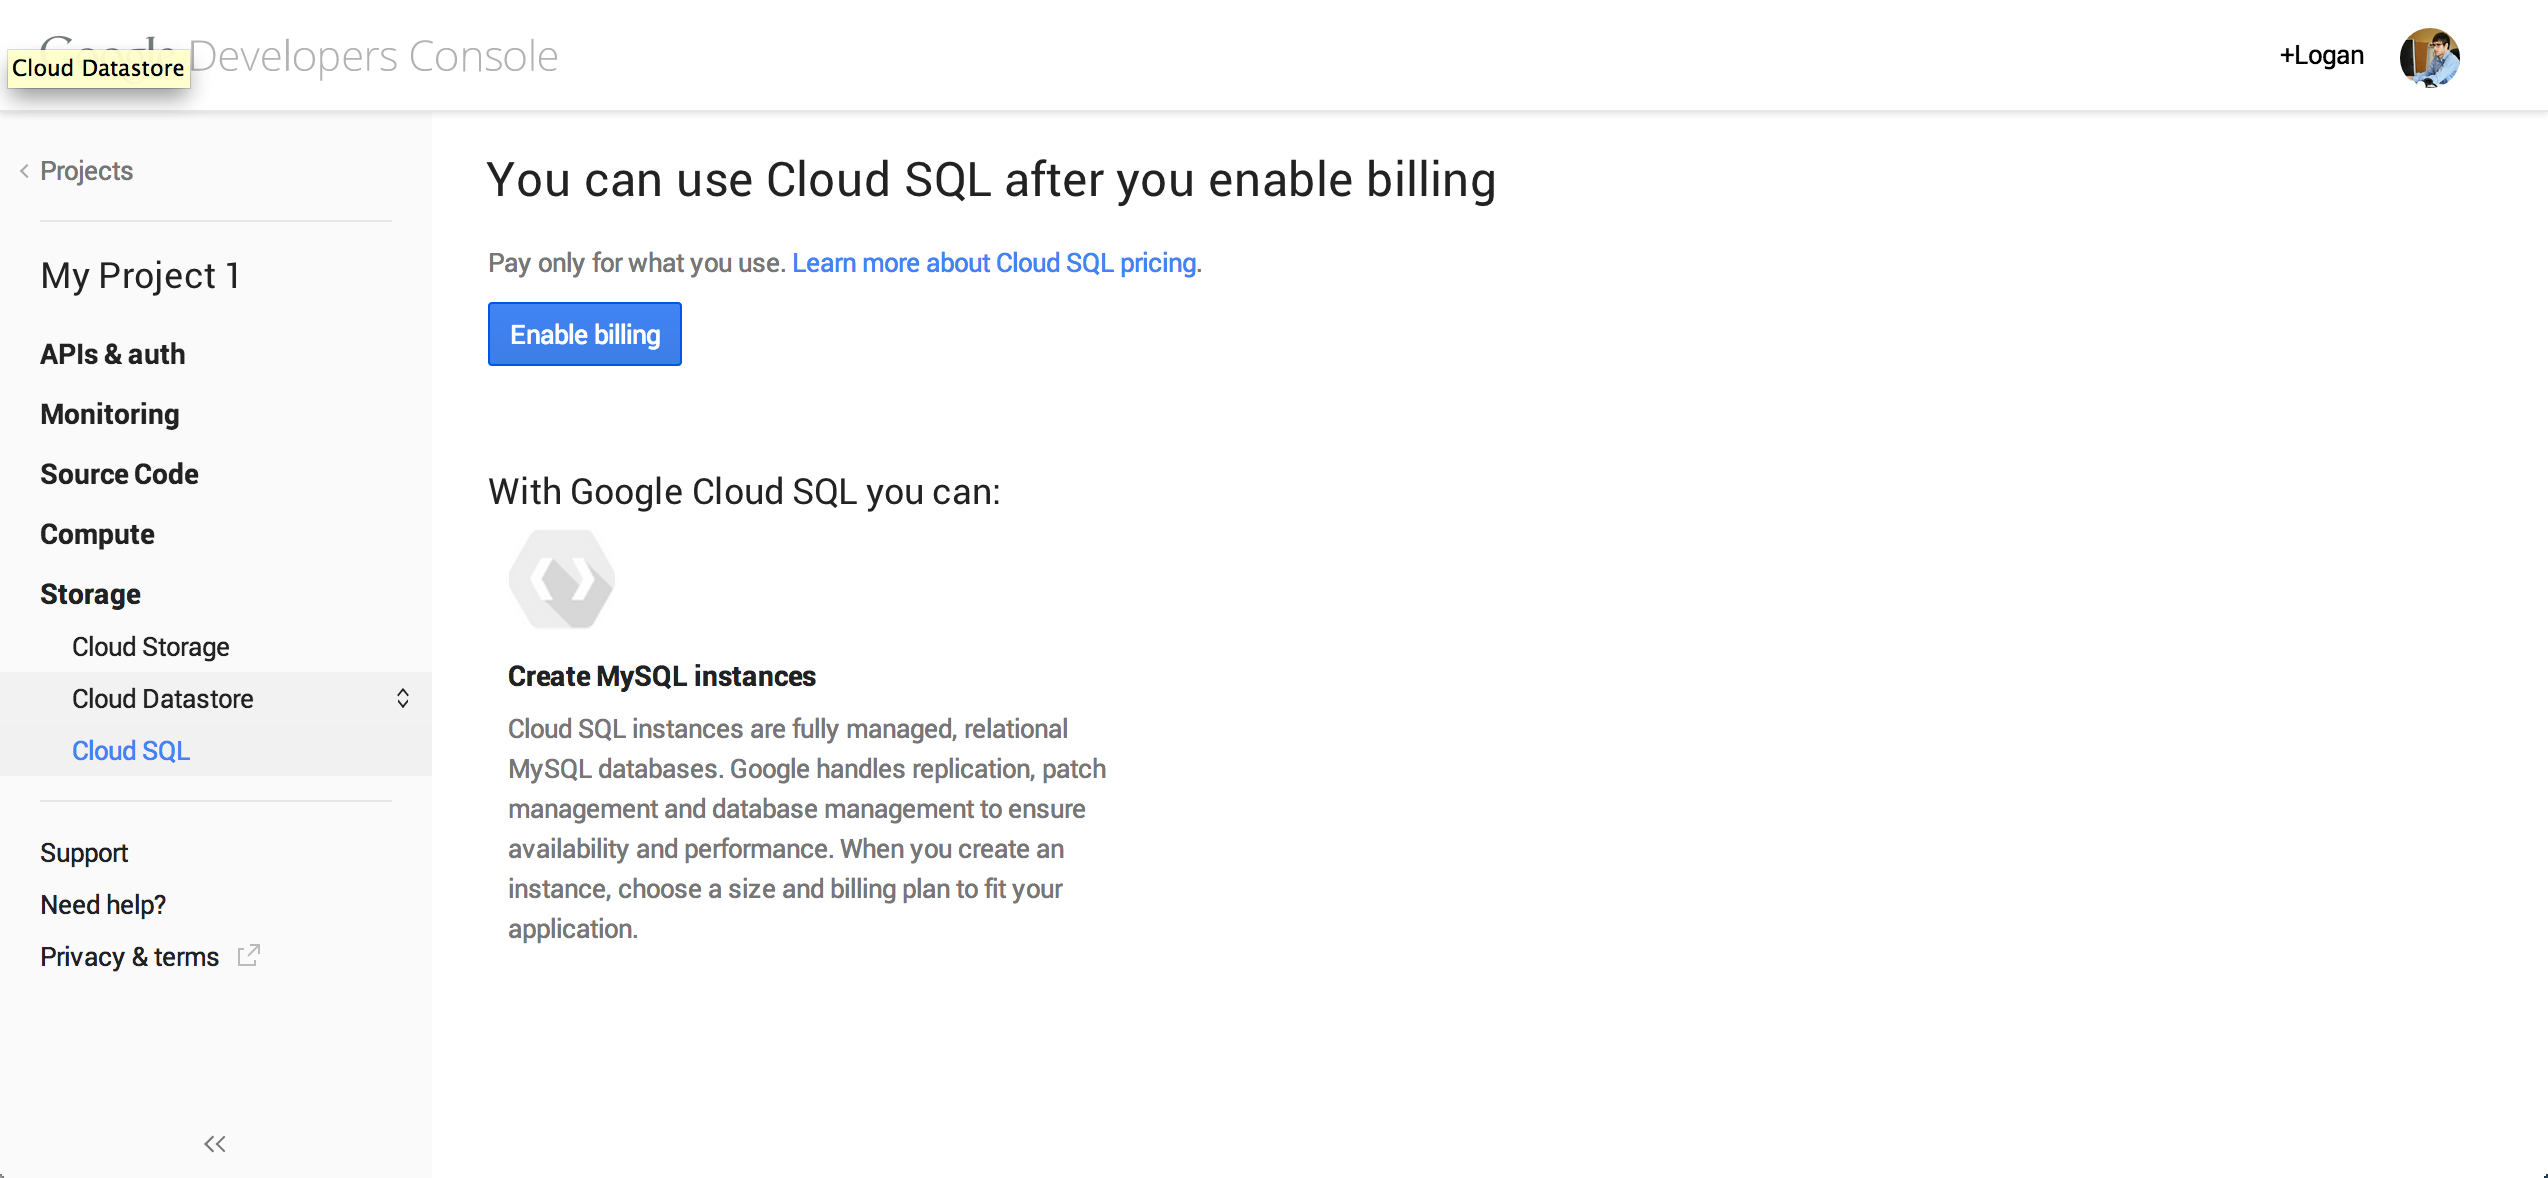 Cloud Datastore
Developers Console
+Logan
Projects
My Project 1
APIs & auth
Monitoring
Source Code
Compute
Storage
Cloud Storage
Cloud Datastore
Cloud SQL
Support
Need help?
Privacy & terms
You can use Cloud SQL after you enable billing
Pay only for what you use. Learn more about Cloud SQL pricing.
Enable billing
With Google Cloud SQL you can:
Create MySQL instances
Cloud SQL instances are fully managed, relational
MySQL databases. Google handles replication, patch
management and database management to ensure
availability and performance. When you create an
instance, choose a size and billing plan to fit your
application.